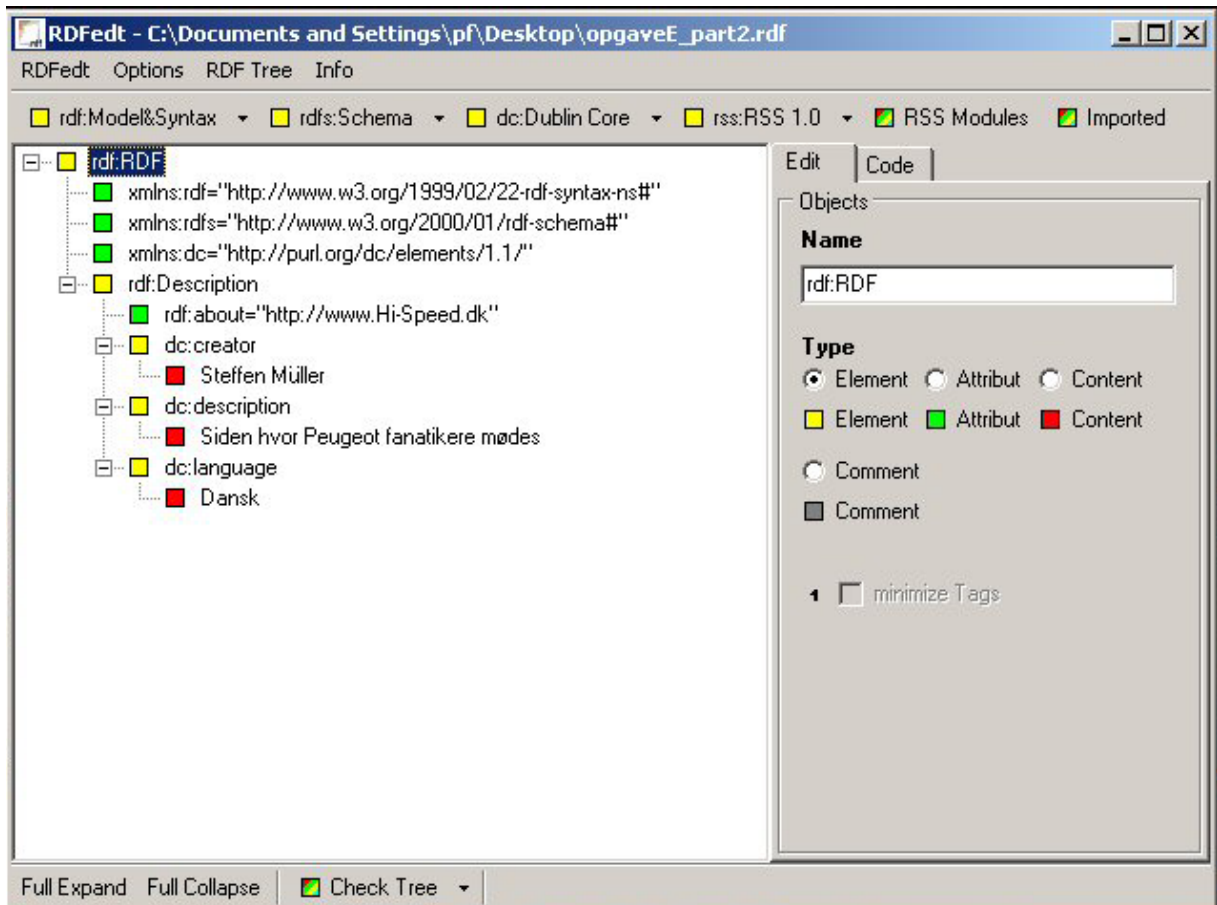 RDFedt - C:\Documents and Settings\pf\Desktop\opgaveE_part2.rdf
RDFedt Options RDF Tree Info
rdf:Model&Syntax rdfs:Schema dc:Dublin Core rss:RSS 1.0 RSS Modules Imported
rdf:RDF
xmlns:rdf="http://www.w3.org/1999/02/22-rdf-syntax-ns#"
xmlns:rdfs="http://www.w3.org/2000/01/rdf-schema#"
xmlns:dc="http://purl.org/dc/elements/1.1/"
rdf:Description
rdf:about="http://www.Hi-Speed.dk"
dc:creator
Steffen Müller
dc:description
Siden hvor Peugeot fanatikere mødes
dc:language
Dansk
Edit Code
Objects
Name
rdf:RDF
Type
Element Attribut Content
Element Attribut Content
Comment
Comment
1 minimize Tags
Full Expand Full Collapse Check Tree